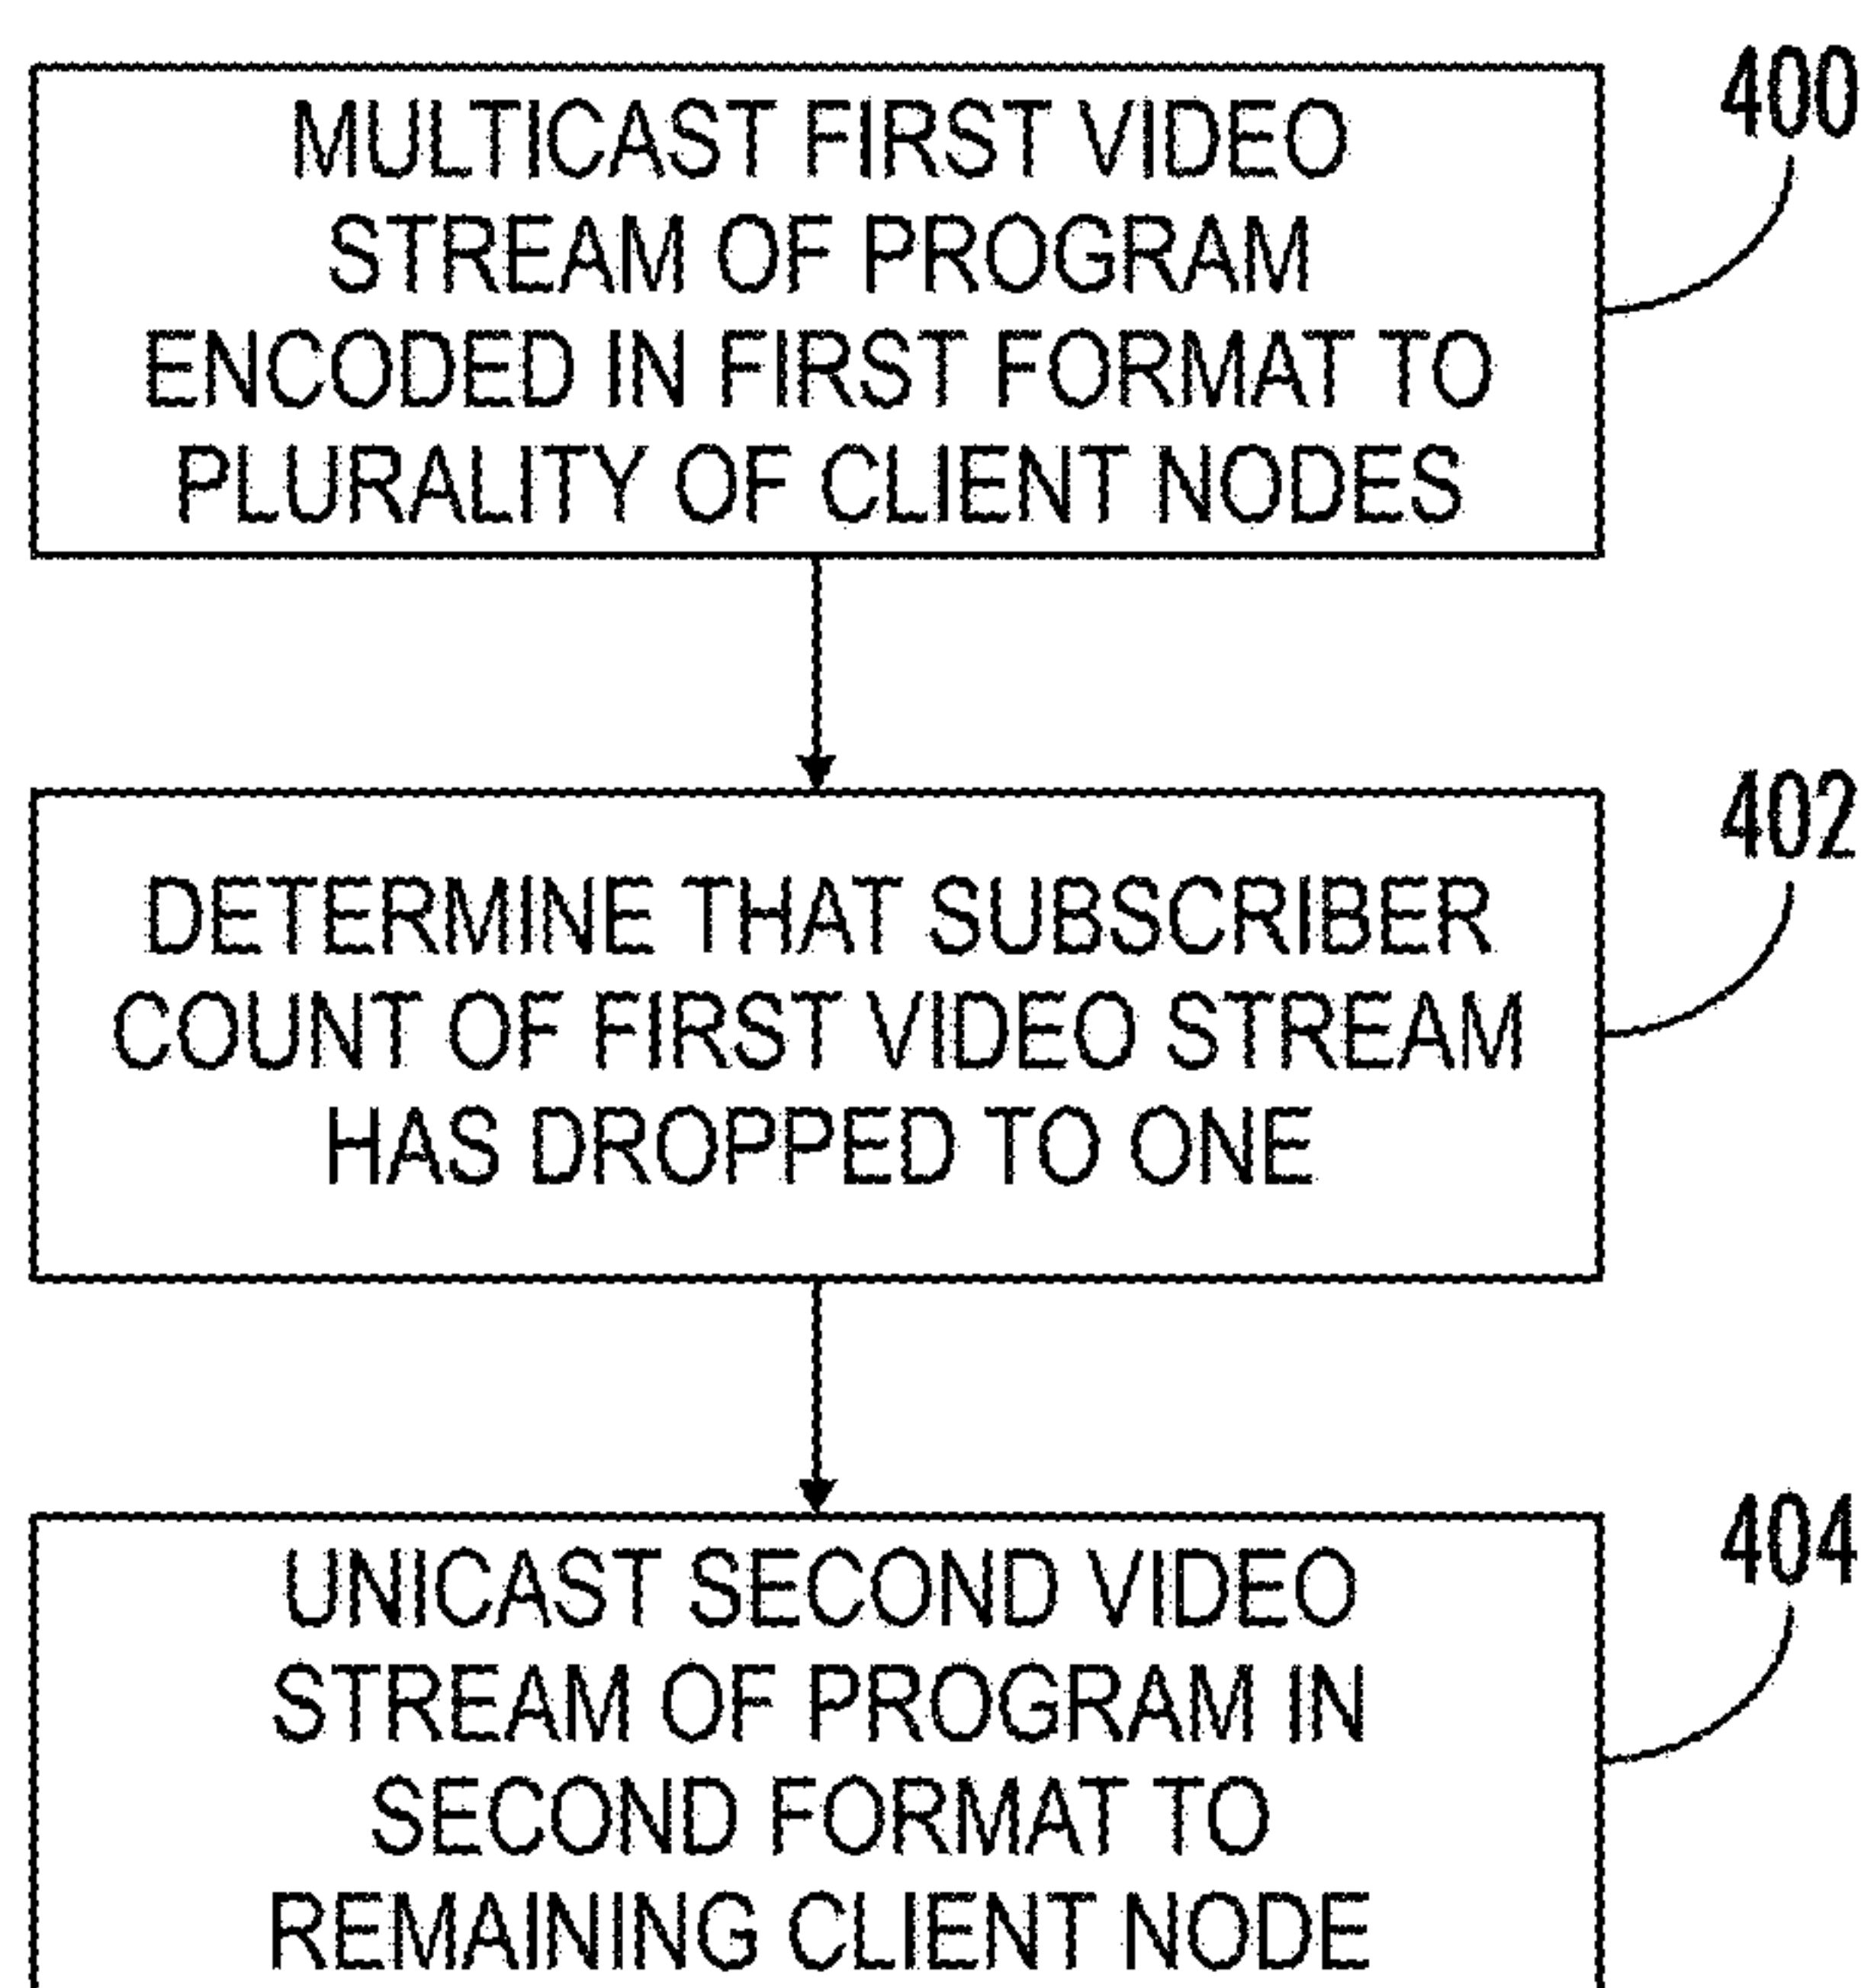 MULTICAST FIRST VIDEO
STREAM OF PROGRAM
ENCODED IN FIRST FORMAT TO
PLURALITY OF CLIENT NODES
400
DETERMINE THAT SUBSCRIBER
COUNT OF FIRST VIDEO STREAM
HAS DROPPED TO ONE
402
UNICAST SECOND VIDEO
STREAM OF PROGRAM IN
SECOND FORMAT TO
REMAINING CLIENT NODE
404